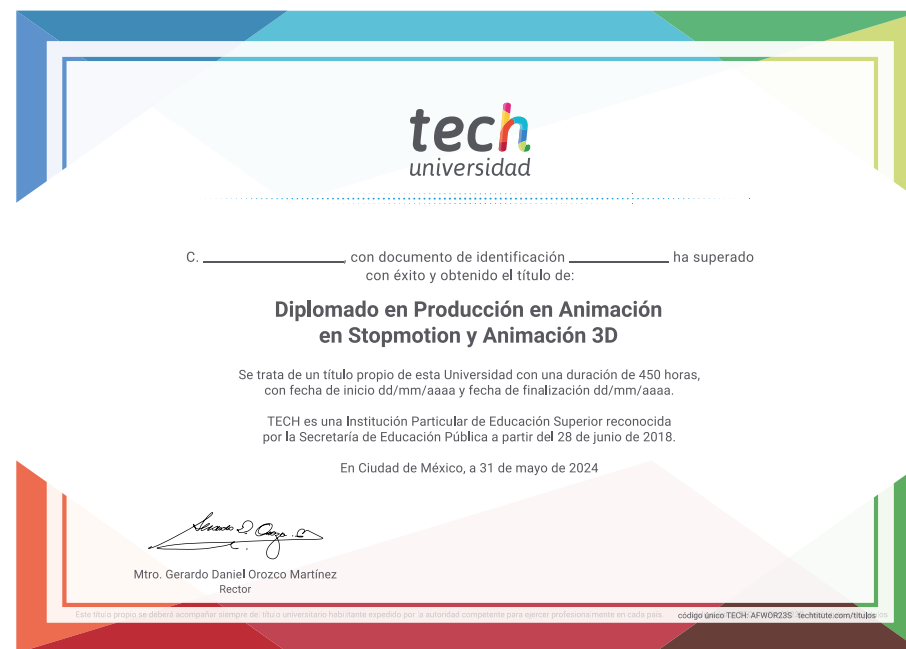 tech
universidad
C. ____________________, con documento de identificación ______________ ha superado
con éxito y obtenido el título de:
Diplomado en Producción en Animación
en Stopmotion y Animación 3D
Se trata de un título propio de esta Universidad con una duración de 450 horas,
con fecha de inicio dd/mm/aaaa y fecha de finalización dd/mm/aaaa.
TECH es una Institución Particular de Educación Superior reconocida
por la Secretaría de Educación Pública a partir del 28 de junio de 2018.
En Ciudad de México, a 31 de mayo de 2024
Mtro. Gerardo Daniel Orozco Martínez
Rector
Este título propio se deberá acompañar siempre del título universitario habilitante expedido por la autoridad competente para ejercer profesionalmente en cada país. código único TECH: AFWOR23S techtitute.com/titulos